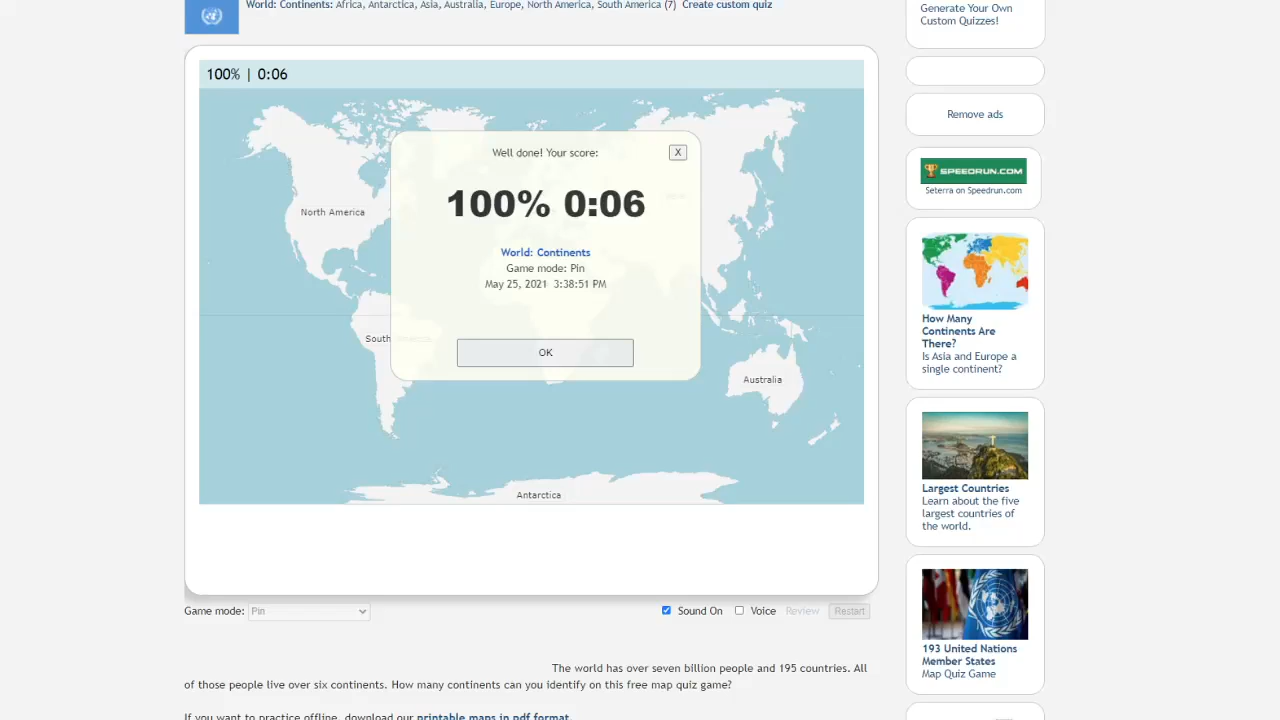 World: Continents: Africa, Antarctica, Asia, Australia, Europe, North America, South America (7) Create custom quiz
100% | 0:06
Well done! Your score:
X
100% 0:06
World: Continents
Game mode: Pin
May 25, 2021 3:38:51 PM
OK
North America
South
Australia
Antarctica
Game mode: Pin
Sound On
Voice
Review
Restart
The world has over seven billion people and 195 countries. All
of those people live over six continents. How many continents can you identify on this free map quiz game?
If you want to practice offline, download our printable maps in pdf format.
Generate Your Own
Custom Quizzes!
Remove ads
SPEEDRUN.COM
Seterra on Speedrun.com
How Many
Continents Are
There?
Is Asia and Europe a
single continent?
Largest Countries
Learn about the five
largest countries of
the world.
193 United Nations
Member States
Map Quiz Game